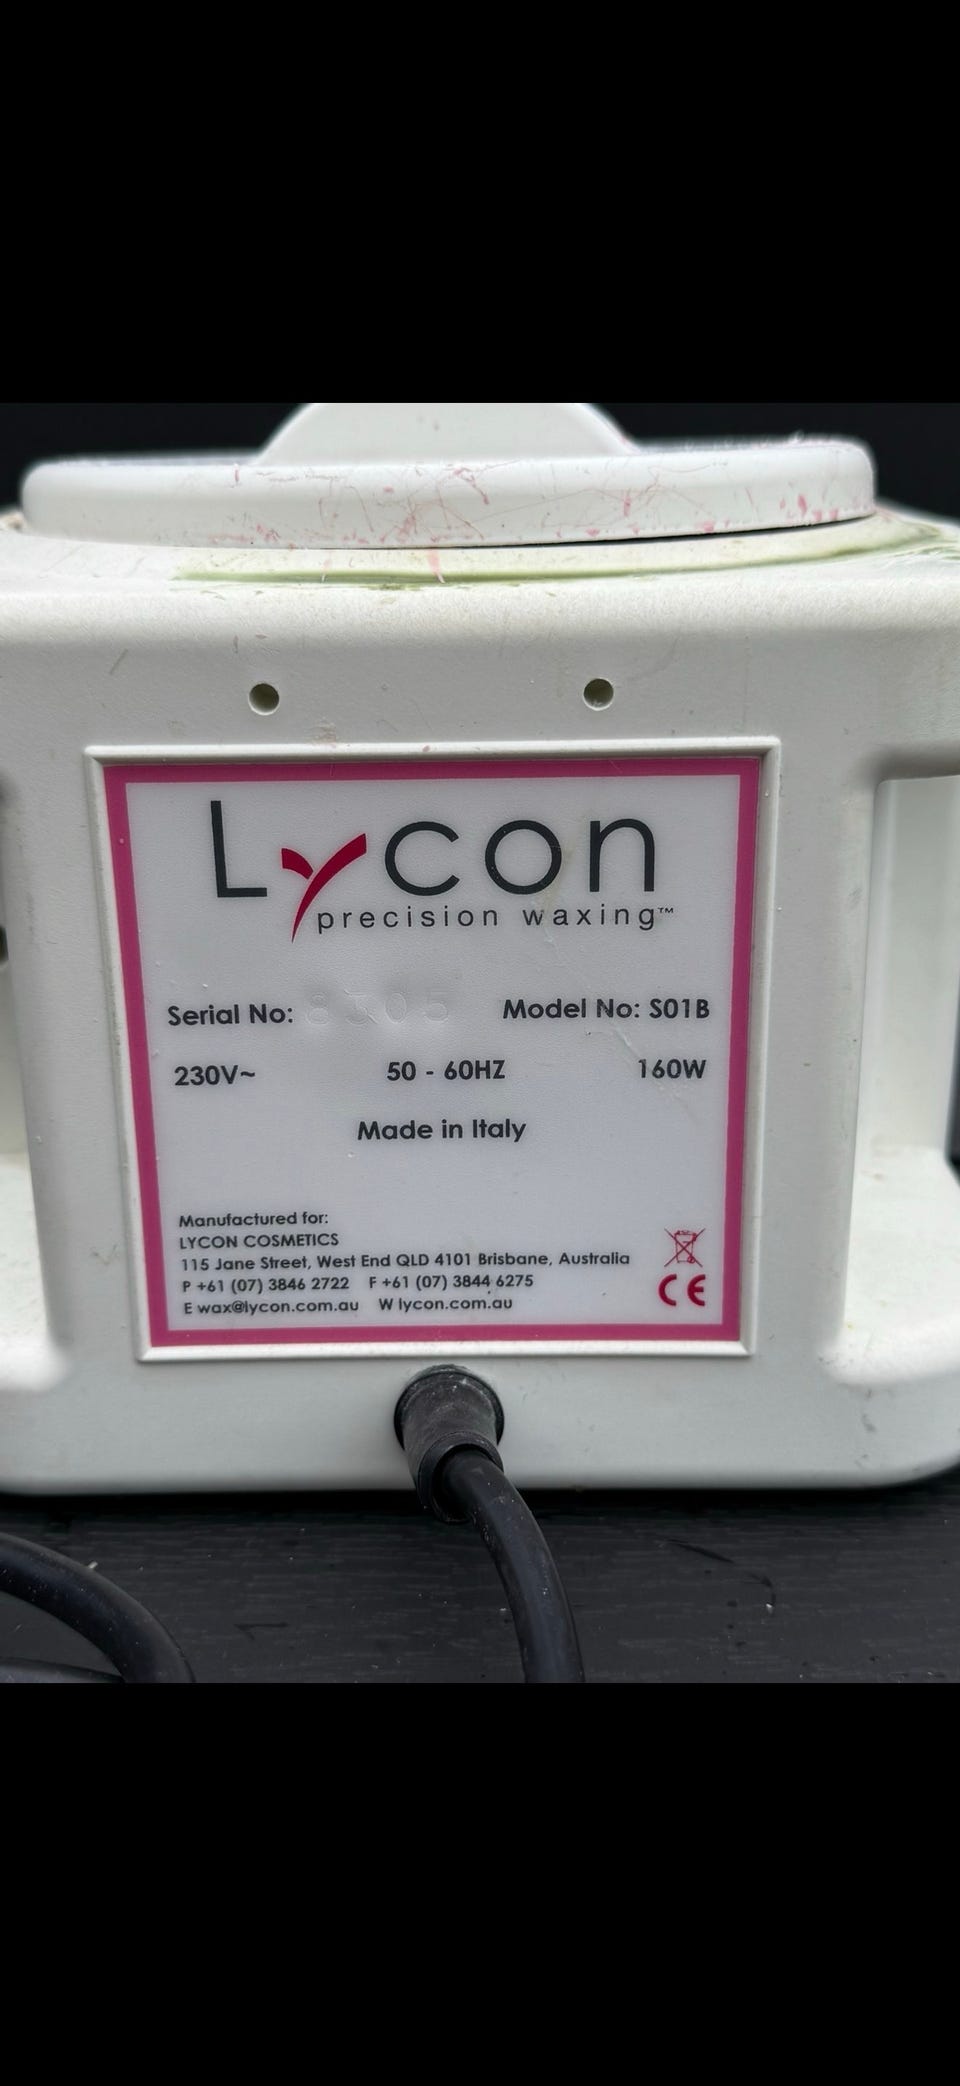 Lycon
precision waxing™
Serial No: 8305 Model No: S01B
230V~ 50 - 60HZ 160W
Made in Italy
Manufactured for:
LYCON COSMETICS
115 Jane Street, West End QLD 4101 Brisbane, Australia
P +61 (07) 3846 2722 F +61 (07) 3844 6275
E wax@lycon.com.au W lycon.com.au
CE